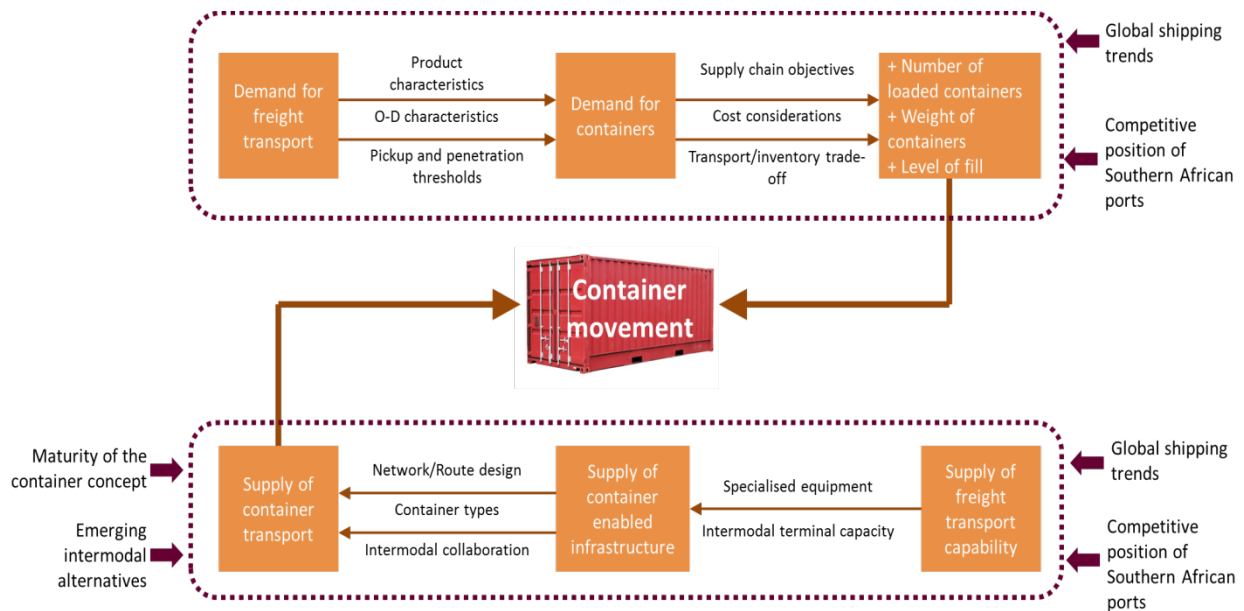 Product
characteristics
O-D characteristics
Pickup and penetration
thresholds
Demand for
freight
transport
Demand for
containers
Supply chain objectives
Cost considerations
Transport/inventory trade-
off
+ Number of
loaded containers
+ Weight of
containers
+ Level of fill
Global shipping
trends
Competitive
position of
Southern African
ports
Container
movement
Maturity of the
container concept
Emerging
intermodal
alternatives
Supply of
container
transport
Network/Route design
Container types
Intermodal collaboration
Supply of
container
enabled
infrastructure
Specialised equipment
Intermodal terminal capacity
Supply of
freight
transport
capability
Global shipping
trends
Competitive
position of
Southern African
ports